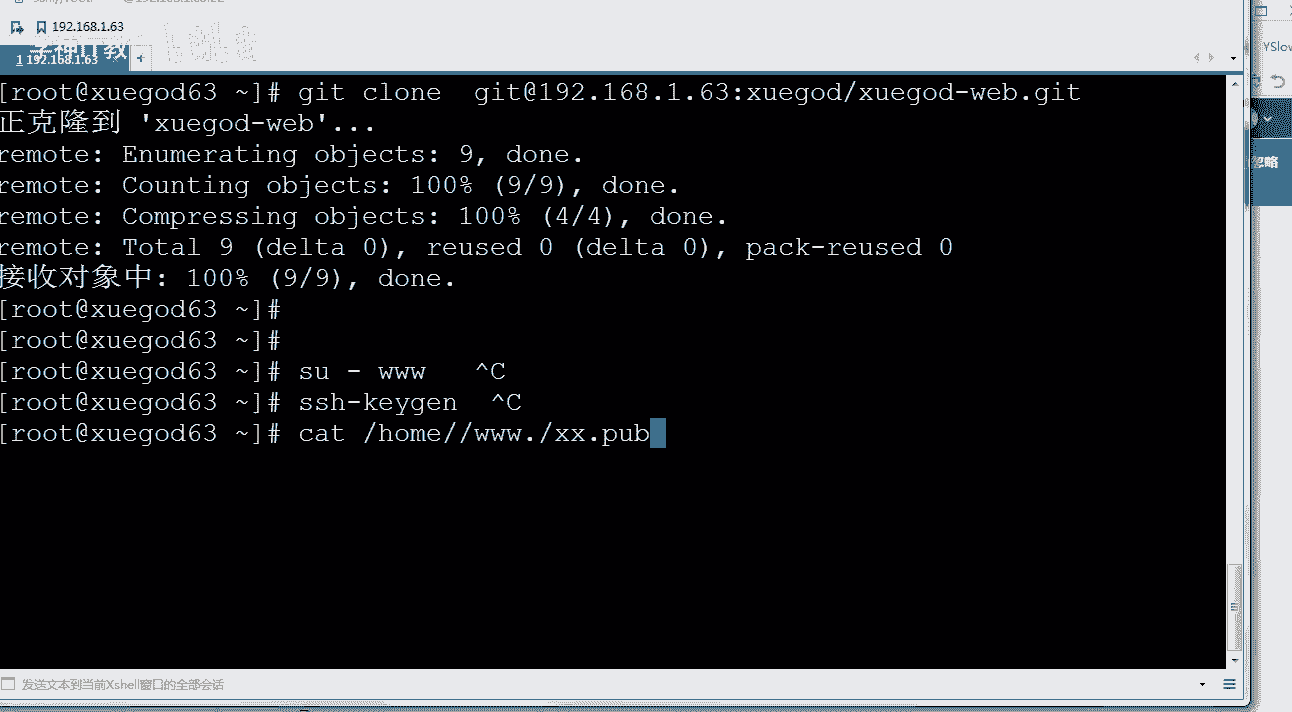 192.168.1.63
1 192.168.1.63
+
YSlow
忽略
[root@xuegod63 ~]# git clone  git@192.168.1.63:xuegod/xuegod-web.git
正克隆到 'xuegod-web'...
remote: Enumerating objects: 9, done.
remote: Counting objects: 100% (9/9), done.
remote: Compressing objects: 100% (4/4), done.
remote: Total 9 (delta 0), reused 0 (delta 0), pack-reused 0
接收对象中: 100% (9/9), done.
[root@xuegod63 ~]#
[root@xuegod63 ~]#
[root@xuegod63 ~]# su - www   ^C
[root@xuegod63 ~]# ssh-keygen  ^C
[root@xuegod63 ~]# cat /home//www./xx.pub
发送文本到当前Xshell窗口的全部会话